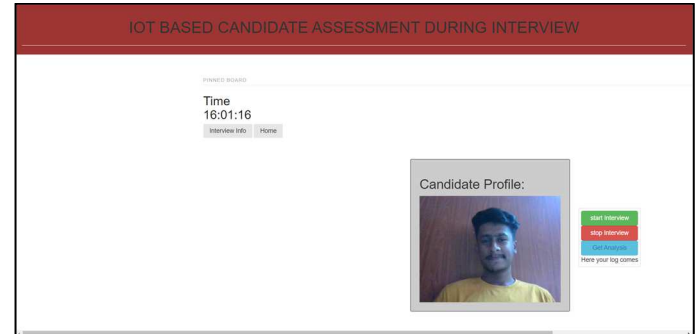 IOT BASED CANDIDATE ASSESSMENT DURING INTERVIEW
PINNED BOARD
Time
16:01:16
Interview Info Home
Candidate Profile:
start Interview
stop Interview
Get Analysis
Here your log comes